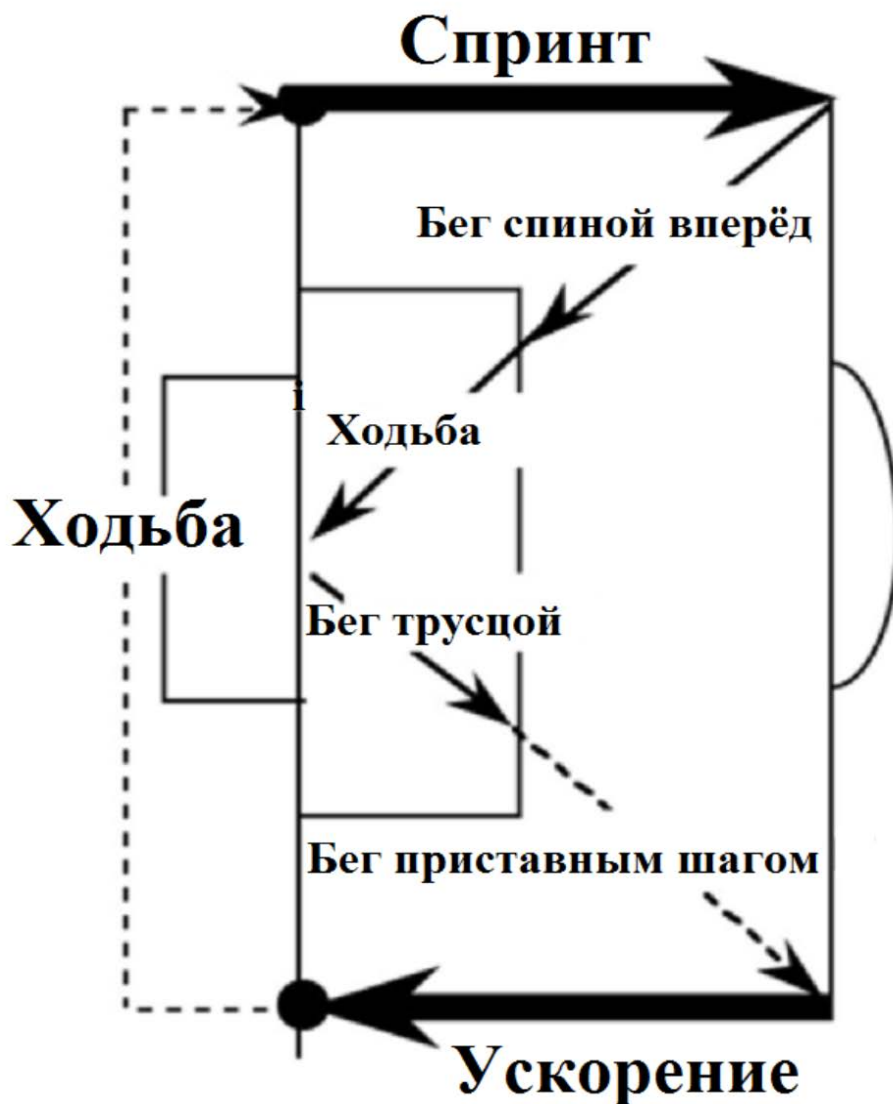 Спринт
Бег спиной вперёд
i
Ходьба
Ходьба
Бег трусцой
Бег приставным шагом
Ускорение